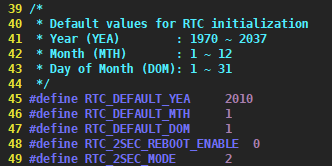 39 /*
40  * Default values for RTC initialization
41  * Year (YEA)        : 1970 ~ 2037
42  * Month (MTH)       : 1 ~ 12
43  * Day of Month (DOM): 1 ~ 31
44  */
45 #define RTC_DEFAULT_YEA     2010
46 #define RTC_DEFAULT_MTH     1
47 #define RTC_DEFAULT_DOM     1
48 #define RTC_2SEC_REBOOT_ENABLE  0
49 #define RTC_2SEC_MODE       2